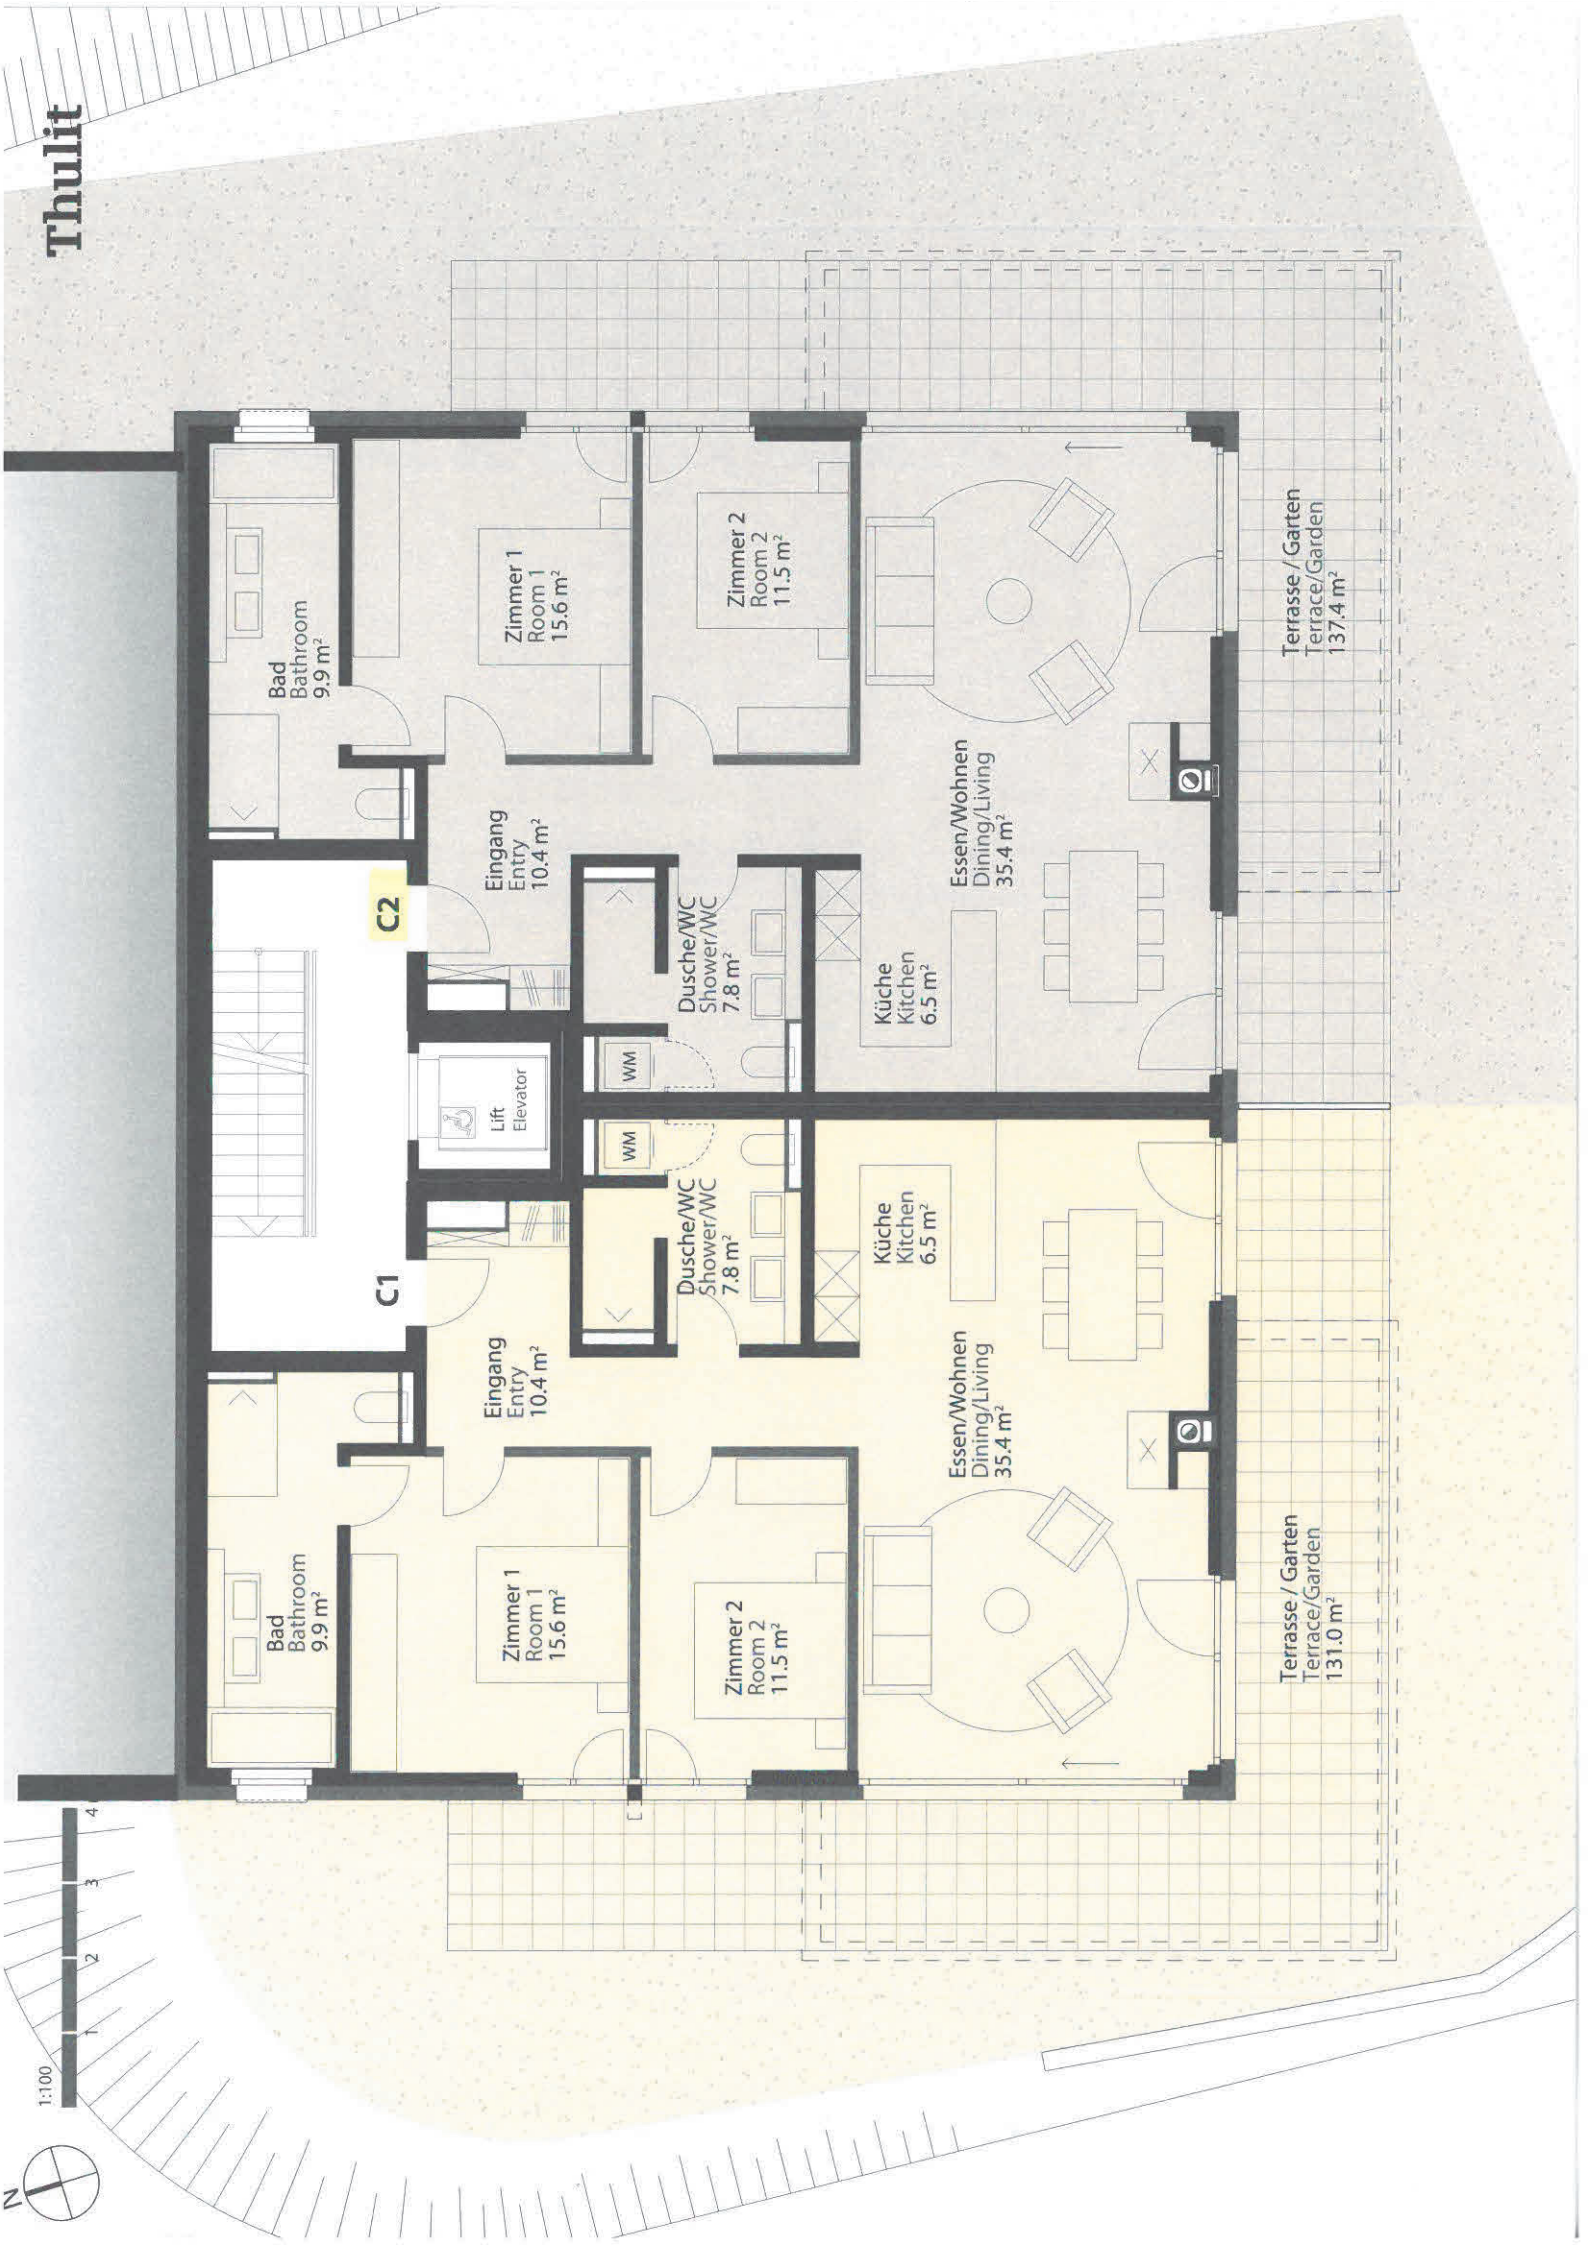 N
1:100
1 2 3 4
Thulit
Bad
Bathroom
9.9 m²
Bad
Bathroom
9.9 m²
C1
C2
Lift
Elevator
Zimmer 1
Room 1
15.6 m²
Eingang
Entry
10.4 m²
Eingang
Entry
10.4 m²
Zimmer 1
Room 1
15.6 m²
WM
WM
Zimmer 2
Room 2
11.5 m²
Dusche/WC
Shower/WC
7.8 m²
Dusche/WC
Shower/WC
7.8 m²
Zimmer 2
Room 2
11.5 m²
Küche
Kitchen
6.5 m²
Küche
Kitchen
6.5 m²
Essen/Wohnen
Dining/Living
35.4 m²
Essen/Wohnen
Dining/Living
35.4 m²
Terrasse / Garten
Terrace/Garden
131.0 m²
Terrasse / Garten
Terrace/Garden
137.4 m²